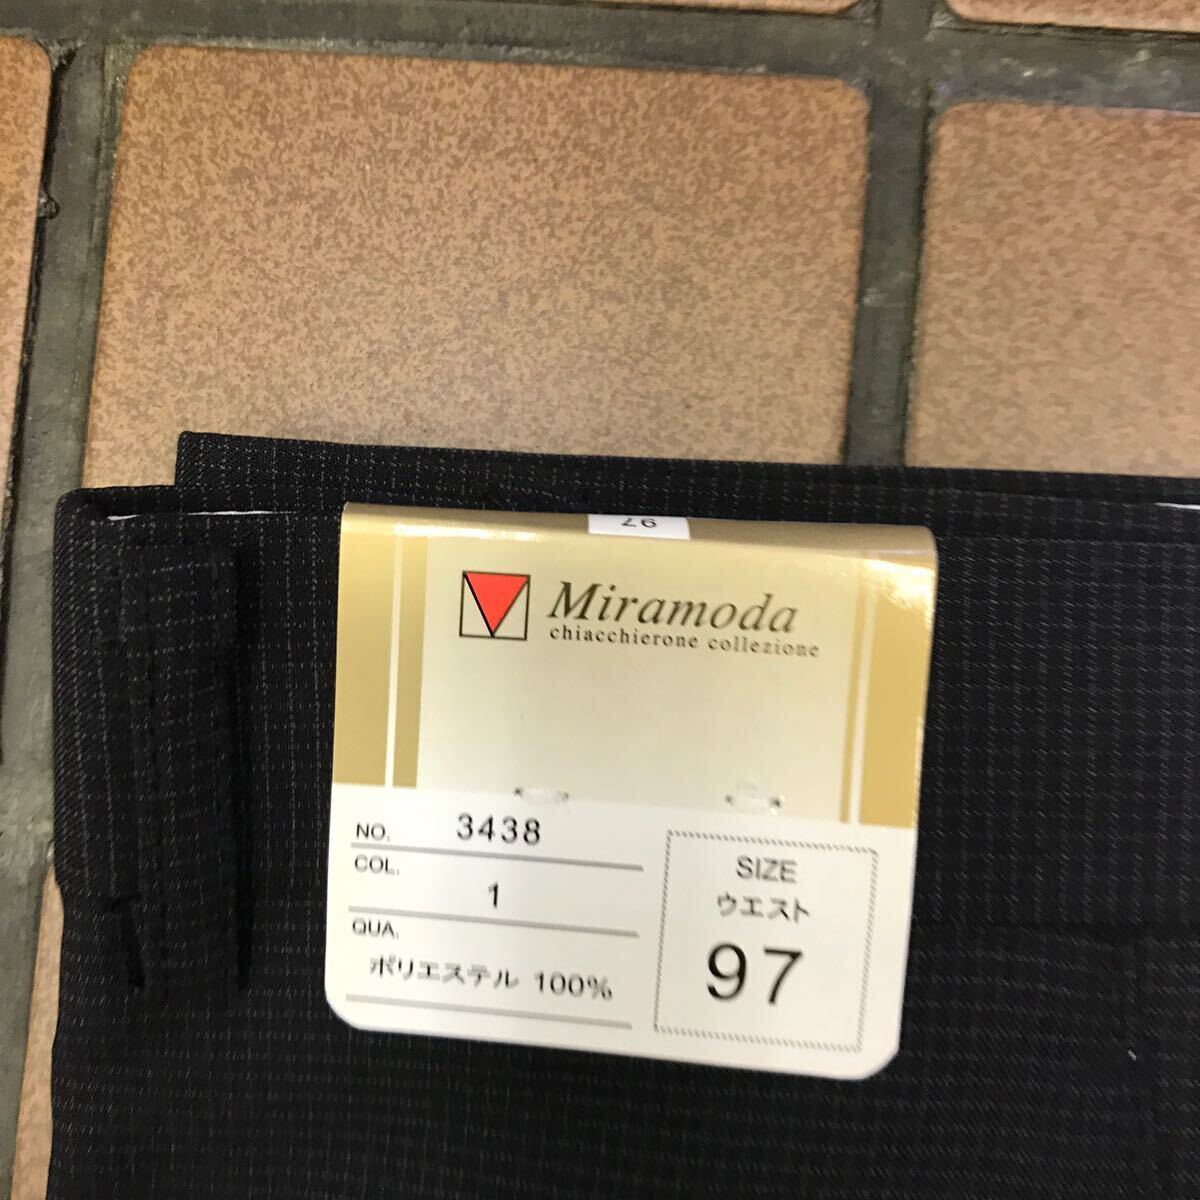 97
Miramoda
chiacchierone collezione
NO. 3438
COL. 1
QUA.
ポリエステル 100%
SIZE
ウエスト
97